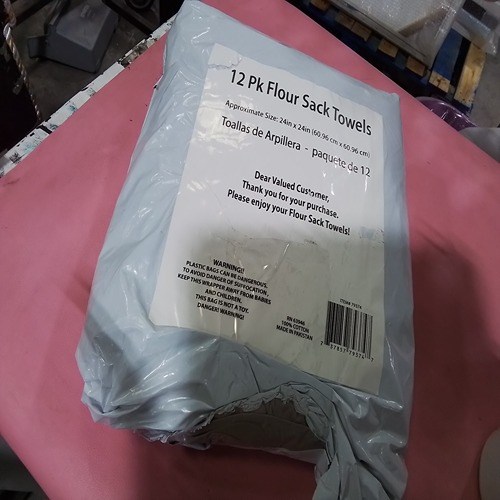 12 Pk Flour Sack Towels
Approximate Size: 24in x 24in (60.96 cm x 60.96 cm)
Toallas de Arpillera - paquete de 12
Dear Valued Customer,
Thank you for your purchase.
Please enjoy your Flour Sack Towels!
WARNING!!
PLASTIC BAGS CAN BE DANGEROUS.
TO AVOID DANGER OF SUFFOCATION,
KEEP THIS WRAPPER AWAY FROM BABIES
AND CHILDREN.
THIS BAG IS NOT A TOY.
DANGER! WARNING!
100% COTTON
MADE IN PAKISTAN